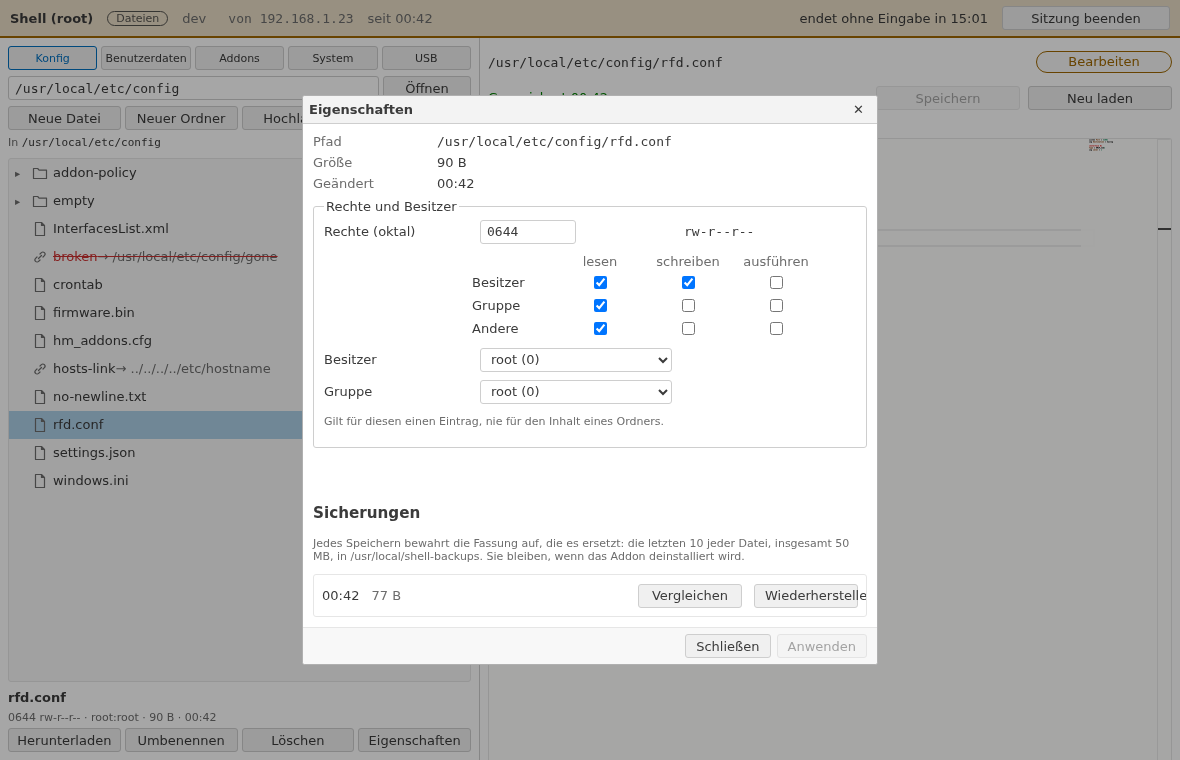 Shell (root) Dateien dev von 192.168.1.23 seit 00:42 endet ohne Eingabe in 15:01 Sitzung beenden
Konfig Benutzerdaten Addons System USB
/usr/local/etc/config Öffnen
Neue Datei Neuer Ordner
In /usr/local/etc/config
addon-policy
empty
InterfacesList.xml
broken→ /usr/local/etc/config/gone
crontab
firmware.bin
hm_addons.cfg
hosts-link→ ../../../../etc/hostname
no-newline.txt
rfd.conf
settings.json
windows.ini
rfd.conf
0644 rw-r--r-- · root:root · 90 B · 00:42
Herunterladen Umbenennen Löschen Eigenschaften
/usr/local/etc/config/rfd.conf Bearbeiten
Speichern Neu laden
Eigenschaften ✕
Pfad /usr/local/etc/config/rfd.conf
Größe 90 B
Geändert 00:42
Rechte und Besitzer
Rechte (oktal) 0644 rw-r--r--
lesen schreiben ausführen
Besitzer
Gruppe
Andere
Besitzer root (0)
Gruppe root (0)
Gilt für diesen einen Eintrag, nie für den Inhalt eines Ordners.
Sicherungen
Jedes Speichern bewahrt die Fassung auf, die es ersetzt: die letzten 10 jeder Datei, insgesamt 50
MB, in /usr/local/shell-backups. Sie bleiben, wenn das Addon deinstalliert wird.
00:42 77 B Vergleichen Wiederherstelle
Schließen Anwenden